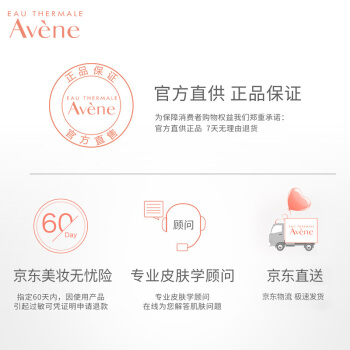 EAU THERMALE
Avène
正品保证
EAU THERMALE
Avène
官方直售
官方直供 正品保证
为保障消费者购物权益我们郑重承诺：
官方直供正品 7天无理由退货
60
Day
顾问
EAU THERMALE
Avène
京东美妆无忧险
专业皮肤学顾问
京东直送
指定60天内，因使用产品
引起过敏可凭证明申请退款
专业皮肤学顾问
在线为您解答肌肤问题
京东物流 极速发货